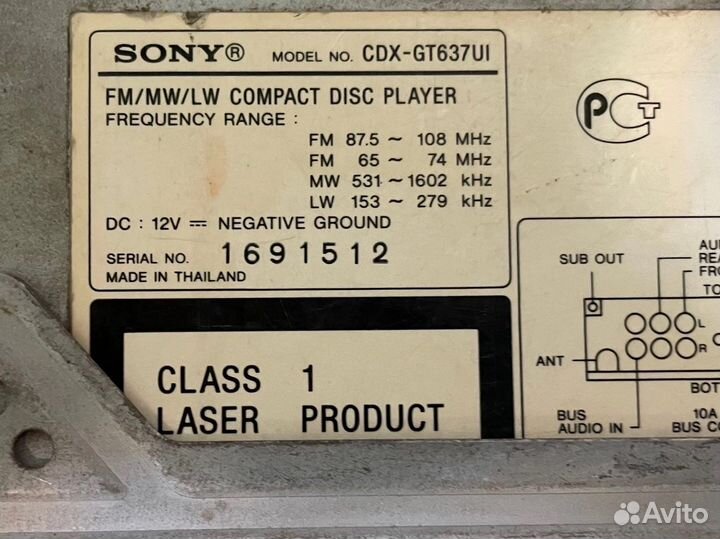 SONY® MODEL NO. CDX-GT637UI
FM/MW/LW COMPACT DISC PLAYER
FREQUENCY RANGE :
FM 87.5 ~ 108 MHz
FM 65 ~ 74 MHz
MW 531 ~ 1602 kHz
LW 153 ~ 279 kHz
DC : 12V ⎓ NEGATIVE GROUND
SERIAL NO. 1691512
MADE IN THAILAND
CLASS 1
LASER PRODUCT
РСТ
SUB OUT
L
R
ANT
BUS
AUDIO IN
10A
BUS
Avito